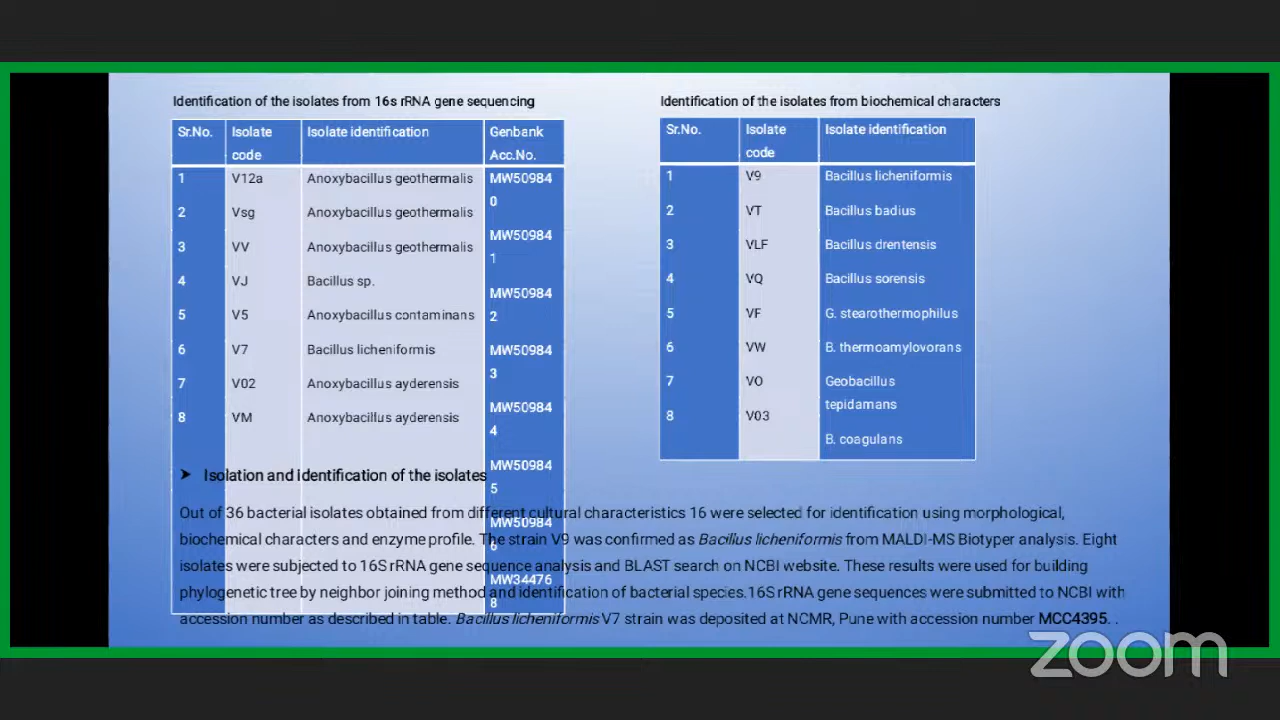 Identification of the isolates from 16s rRNA gene sequencing
Sr.No. Isolate code Isolate identification Genbank Acc.No.
1 V12a Anoxybacillus geothermalis MW509840
2 Vsg Anoxybacillus geothermalis MW509841
3 VV Anoxybacillus geothermalis MW509842
4 VJ Bacillus sp. MW509843
5 V5 Anoxybacillus contaminans MW509844
6 V7 Bacillus licheniformis MW509845
7 V02 Anoxybacillus ayderensis MW509846
8 VM Anoxybacillus ayderensis MW344768
Identification of the isolates from biochemical characters
Sr.No. Isolate code Isolate identification
1 V9 Bacillus licheniformis
2 VT Bacillus badius
3 VLF Bacillus drentensis
4 VQ Bacillus sorensis
5 VF G. stearothermophilus
6 VW B. thermoamylovorans
7 VO Geobacillus tepidamans
8 V03 B. coagulans
➤ Isolation and identification of the isolates
Out of 36 bacterial isolates obtained from different cultural characteristics 16 were selected for identification using morphological,
biochemical characters and enzyme profile. The strain V9 was confirmed as Bacillus licheniformis from MALDI-MS Biotyper analysis. Eight
isolates were subjected to 16S rRNA gene sequence analysis and BLAST search on NCBI website. These results were used for building
phylogenetic tree by neighbor joining method and identification of bacterial species.16S rRNA gene sequences were submitted to NCBI with
accession number as described in table. Bacillus licheniformis V7 strain was deposited at NCMR, Pune with accession number MCC4395. .
zoom